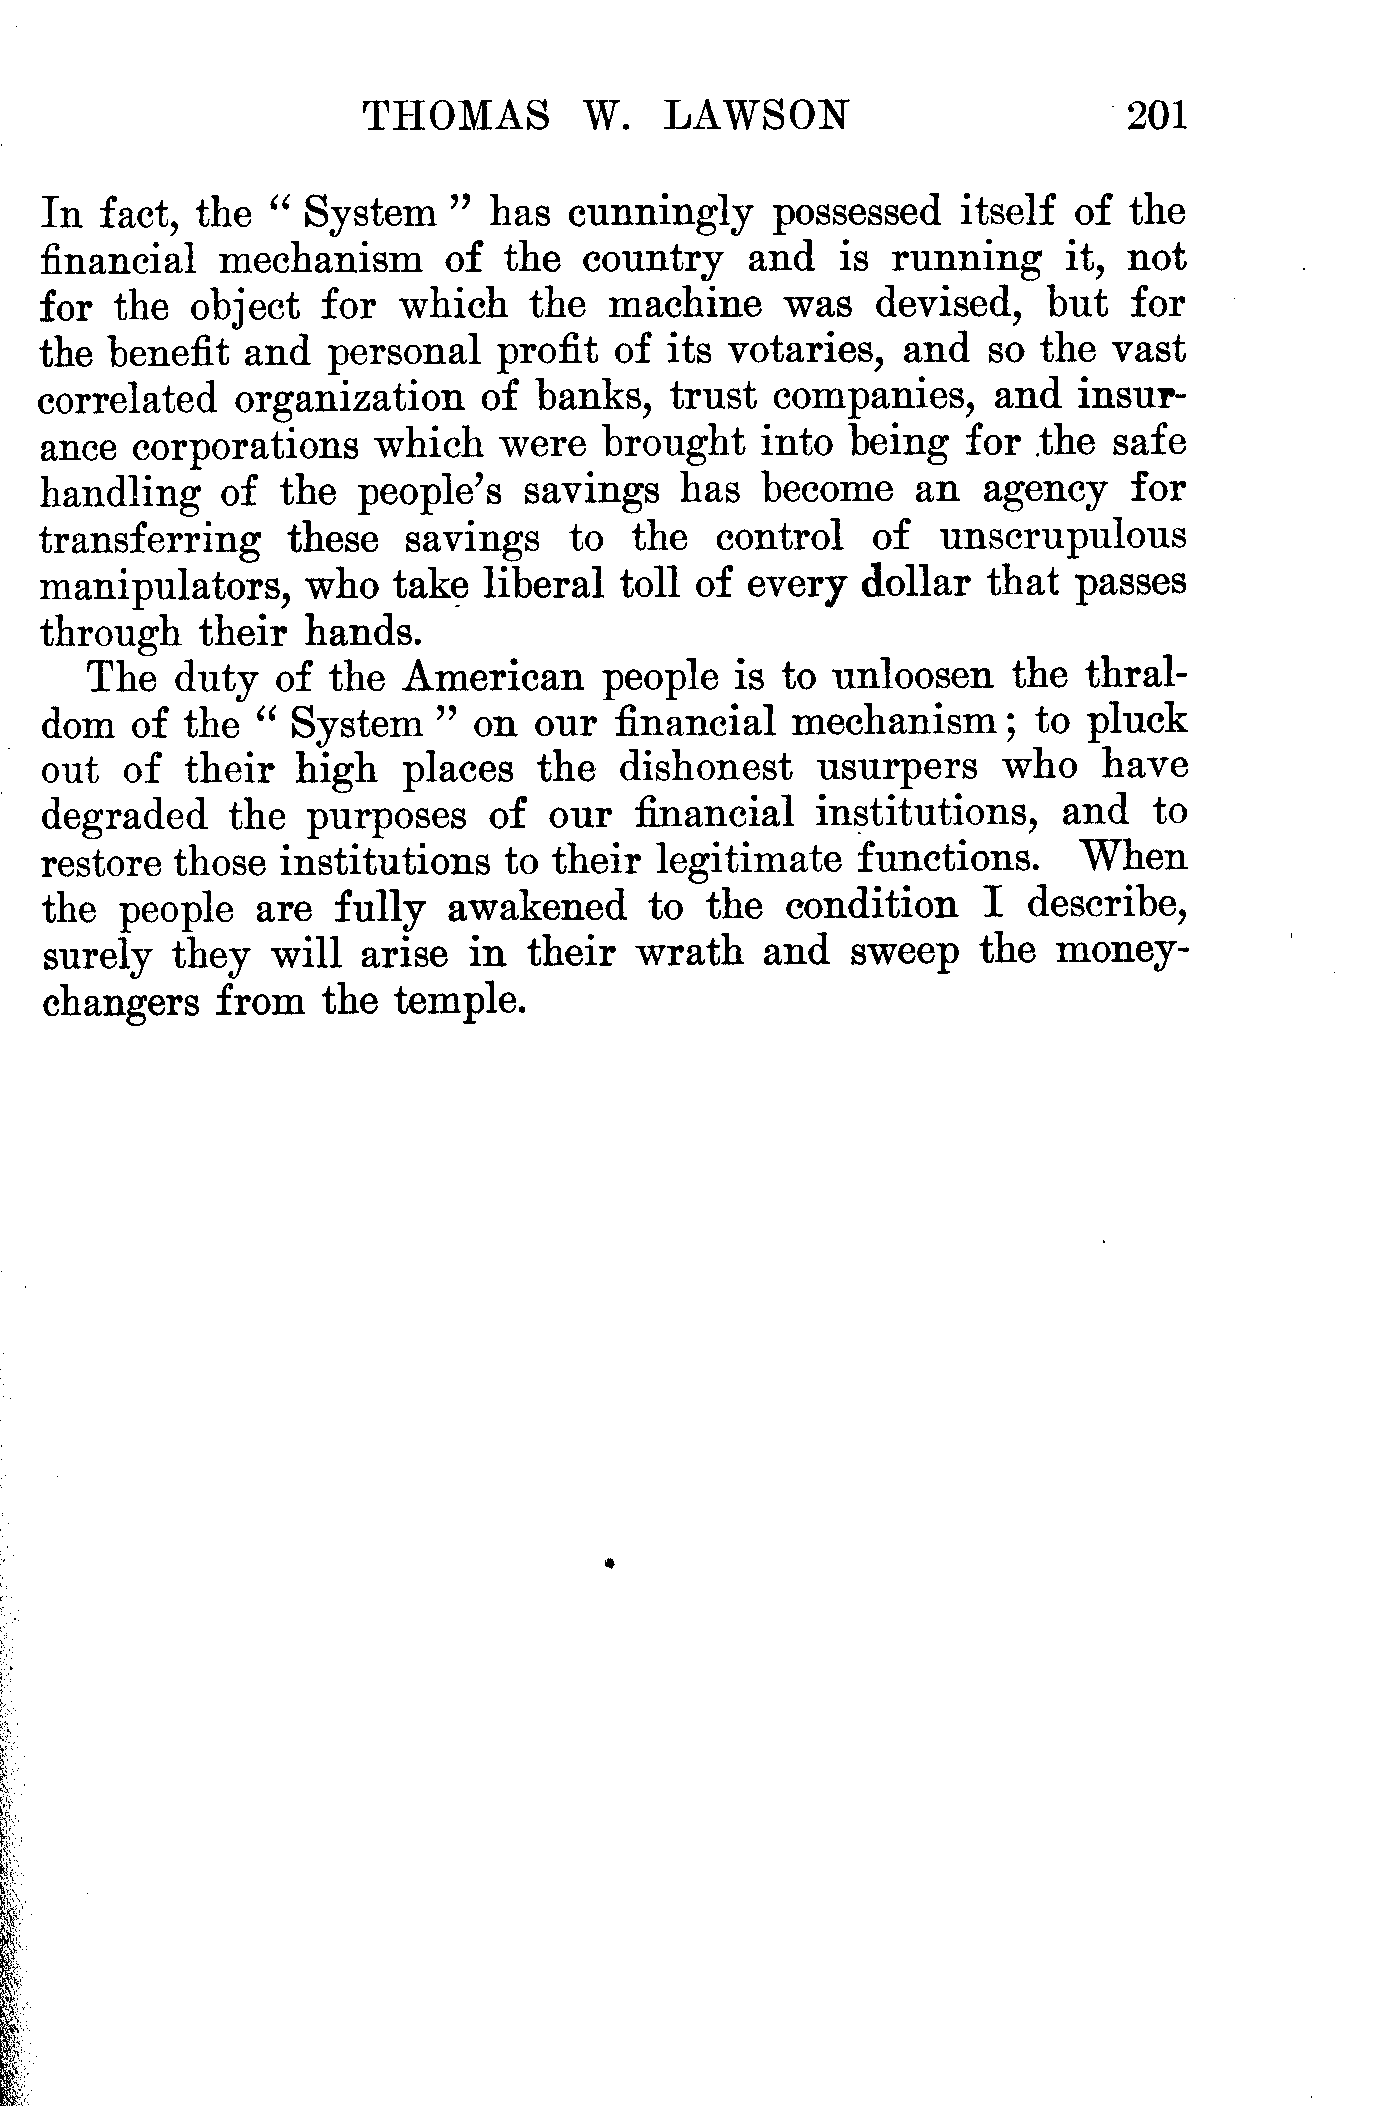 THOMAS W. LAWSON 201
In fact, the “ System ” has cunningly possessed itself of the
financial mechanism of the country and is running it, not
for the object for which the machine was devised, but for
the benefit and personal profit of its votaries, and so the vast
correlated organization of banks, trust companies, and insur-
ance corporations which were brought into being for the safe
handling of the people’s savings has become an agency for
transferring these savings to the control of unscrupulous
manipulators, who take liberal toll of every dollar that passes
through their hands.
The duty of the American people is to unloosen the thral-
dom of the “ System ” on our financial mechanism; to pluck
out of their high places the dishonest usurpers who have
degraded the purposes of our financial institutions, and to
restore those institutions to their legitimate functions. When
the people are fully awakened to the condition I describe,
surely they will arise in their wrath and sweep the money-
changers from the temple.